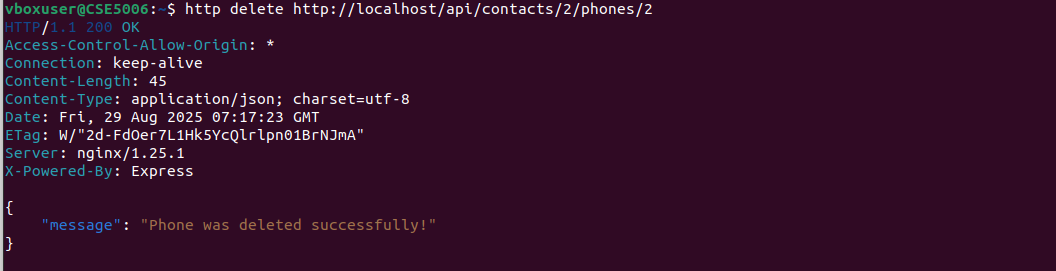 vboxuser@CSE5006:~$ http delete http://localhost/api/contacts/2/phones/2
HTTP/1.1 200 OK
Access-Control-Allow-Origin: *
Connection: keep-alive
Content-Length: 45
Content-Type: application/json; charset=utf-8
Date: Fri, 29 Aug 2025 07:17:23 GMT
ETag: W/"2d-FdOer7L1Hk5YcQlrlpn01BrNJmA"
Server: nginx/1.25.1
X-Powered-By: Express
{
    "message": "Phone was deleted successfully!"
}